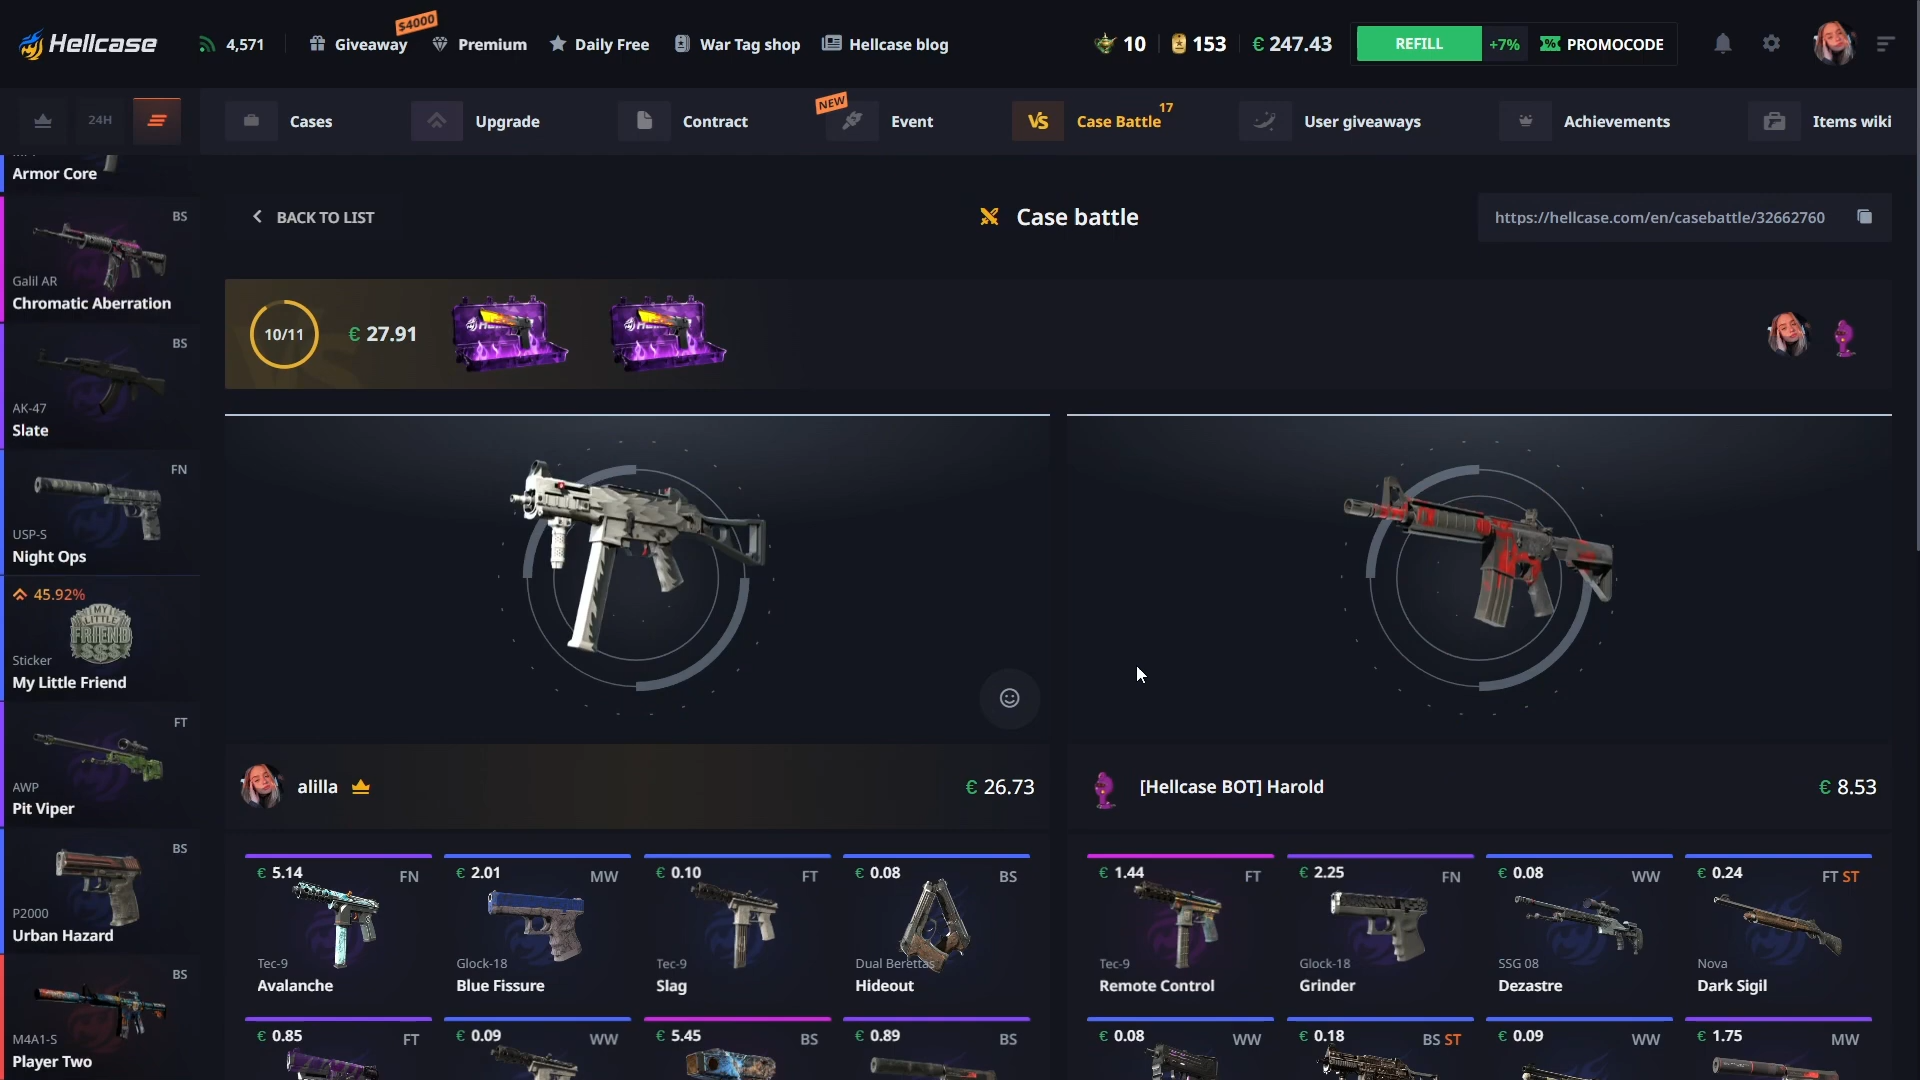 Hellcase
4,571
Giveaway
$4000
Premium
Daily Free
War Tag shop
Hellcase blog
10
153
€ 247.43
REFILL
+7%
PROMOCODE
24H
Cases
Upgrade
Contract
NEW
Event
VS
Case Battle
17
User giveaways
Achievements
Items wiki
Armor Core
BS
Galil AR
Chromatic Aberration
BS
AK-47
Slate
FN
USP-S
Night Ops
45.92%
MY LITTLE FRIEND $$$
Sticker
My Little Friend
FT
AWP
Pit Viper
BS
P2000
Urban Hazard
BS
M4A1-S
Player Two
BACK TO LIST
Case battle
https://hellcase.com/en/casebattle/32662760
10/11
€ 27.91
alilla
€ 26.73
[Hellcase BOT] Harold
€ 8.53
€ 5.14
FN
Tec-9
Avalanche
€ 2.01
MW
Glock-18
Blue Fissure
€ 0.10
FT
Tec-9
Slag
€ 0.08
BS
Dual Berettas
Hideout
€ 1.44
FT
Tec-9
Remote Control
€ 2.25
FN
Glock-18
Grinder
€ 0.08
WW
SSG 08
Dezastre
€ 0.24
FT ST
Nova
Dark Sigil
€ 0.85
FT
€ 0.09
WW
€ 5.45
BS
€ 0.89
BS
€ 0.08
WW
€ 0.18
BS ST
€ 0.09
WW
€ 1.75
MW